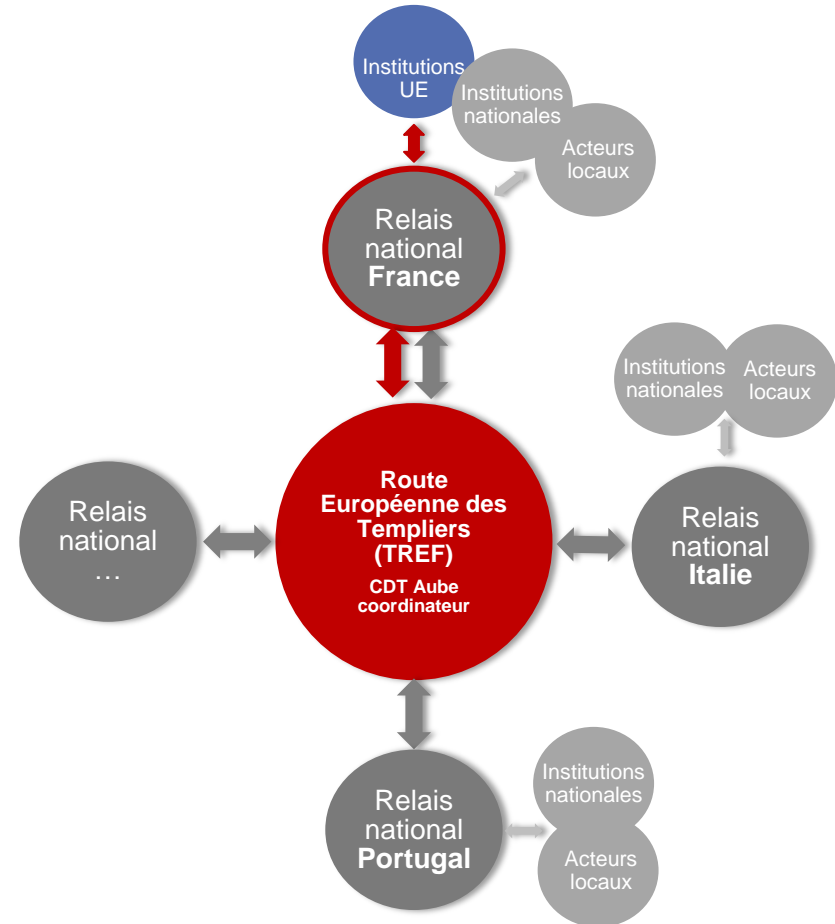 Institutions
UE
Institutions
nationales
Acteurs
locaux
Relais
national
France
Institutions
nationales
Acteurs
locaux
Relais
national
…
Route
Européenne des
Templiers
(TREF)
CDT Aube
coordinateur
Relais
national
Italie
Relais
national
Portugal
Institutions
nationales
Acteurs
locaux